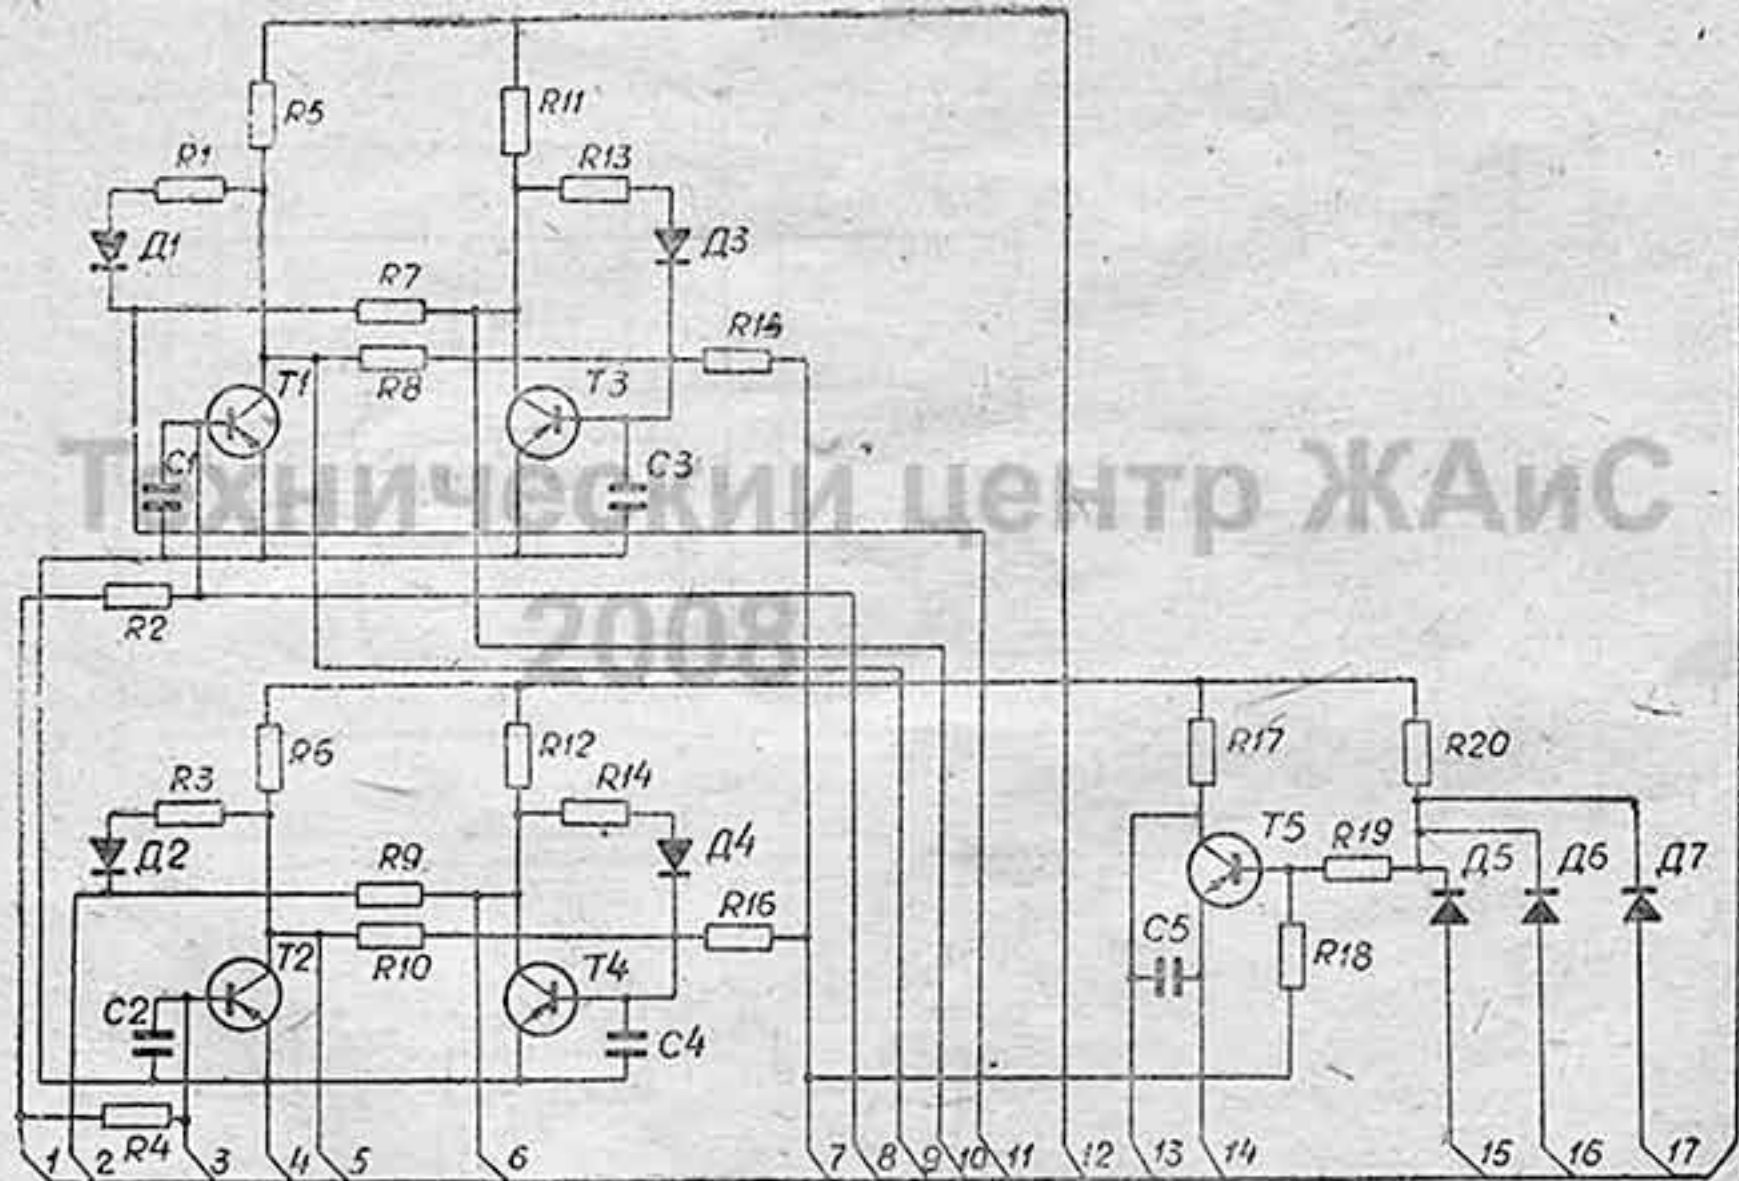 R5
R11
R1
R13
Д1
Д3
R7
R15
T1
R8
T3
C1
C3
Технический центр ЖАиС
R2
2008
R6
R12
R17
R20
R3
R14
Д2
R9
Д4
T5
R19
Д5
Д6
Д7
R16
C5
T2
R10
T4
R18
C2
C4
R4
1 2 3 4 5 6 7 8 9 10 11 12 13 14 15 16 17